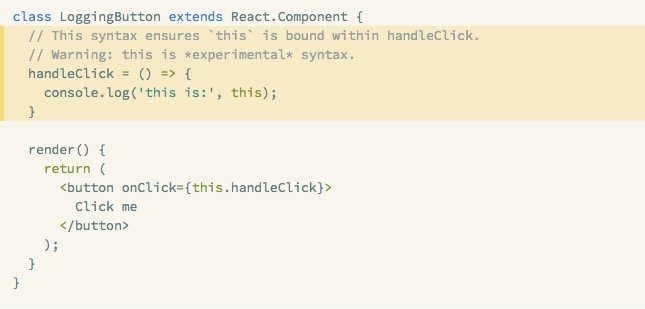 class LoggingButton extends React.Component {
  // This syntax ensures `this` is bound within handleClick.
  // Warning: this is *experimental* syntax.
  handleClick = () => {
    console.log('this is:', this);
  }

  render() {
    return (
      <button onClick={this.handleClick}>
        Click me
      </button>
    );
  }
}